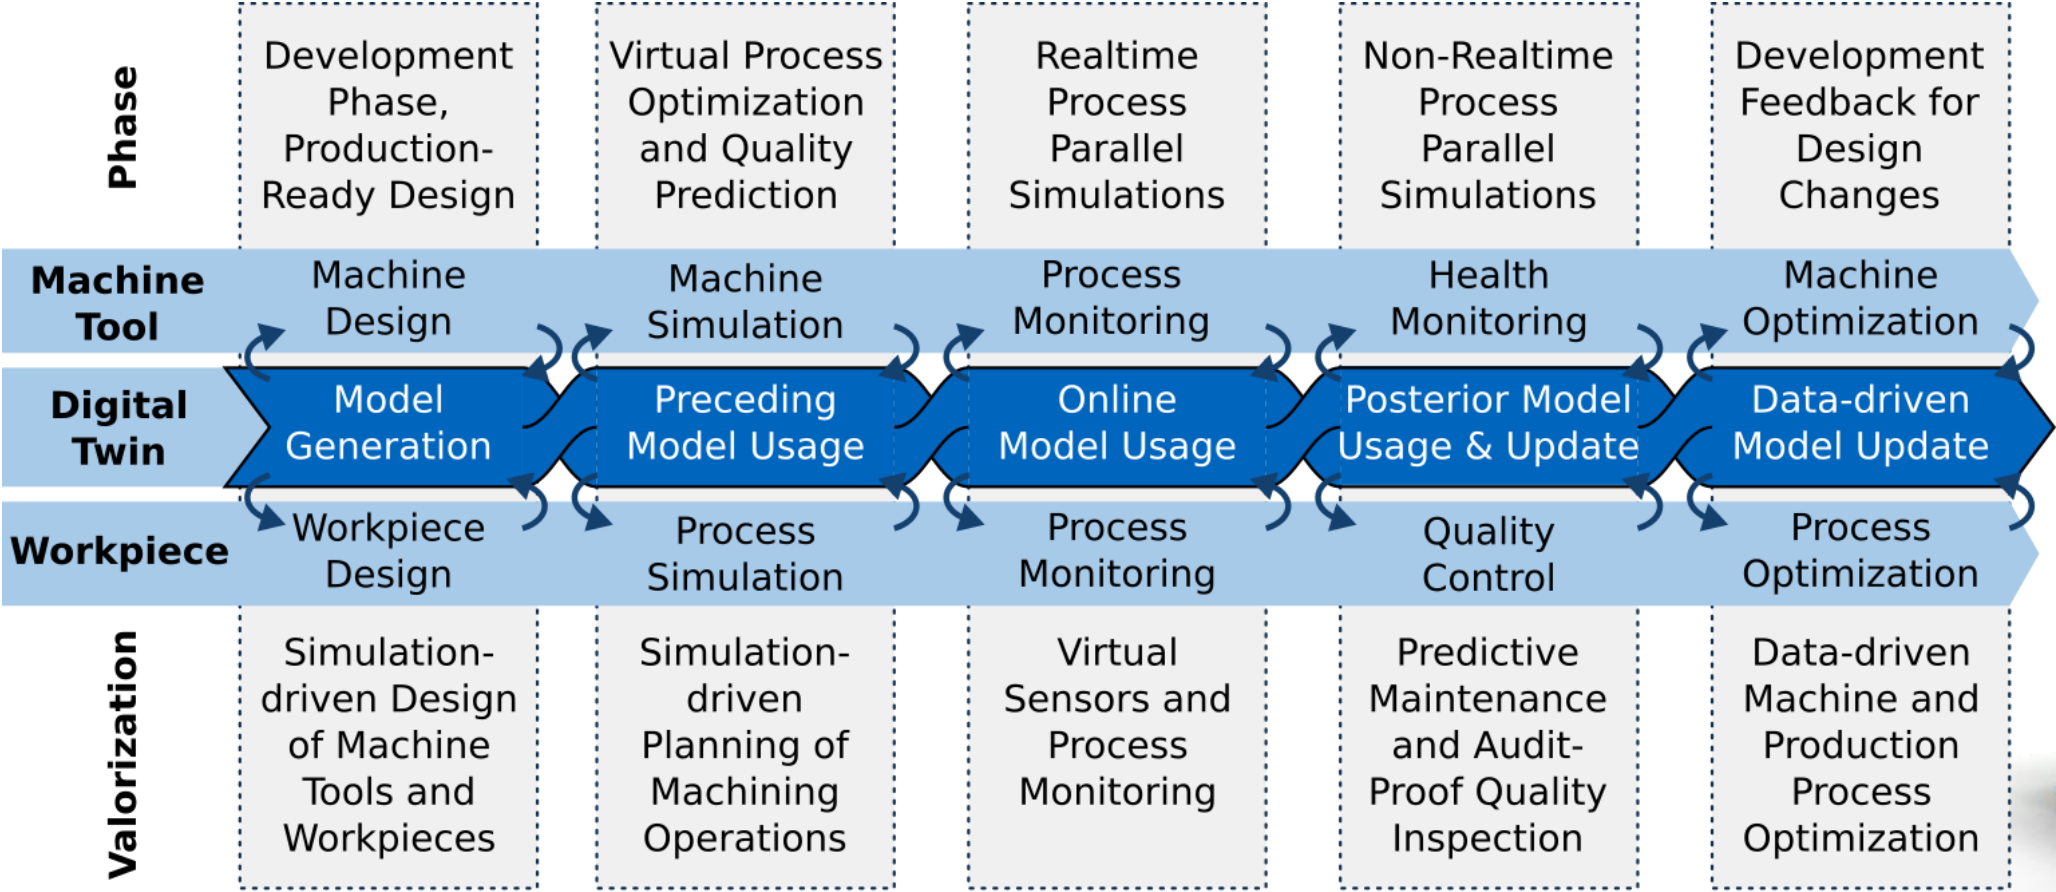 Phase
Development
Phase,
Production-
Ready Design
Virtual Process
Optimization
and Quality
Prediction
Realtime
Process
Parallel
Simulations
Non-Realtime
Process
Parallel
Simulations
Development
Feedback for
Design
Changes
Machine
Tool
Machine
Design
Machine
Simulation
Process
Monitoring
Health
Monitoring
Machine
Optimization
Digital
Twin
Model
Generation
Preceding
Model Usage
Online
Model Usage
Posterior Model
Usage & Update
Data-driven
Model Update
Workpiece
Workpiece
Design
Process
Simulation
Process
Monitoring
Quality
Control
Process
Optimization
Valorization
Simulation-
driven Design
of Machine
Tools and
Workpieces
Simulation-
driven
Planning of
Machining
Operations
Virtual
Sensors and
Process
Monitoring
Predictive
Maintenance
and Audit-
Proof Quality
Inspection
Data-driven
Machine and
Production
Process
Optimization